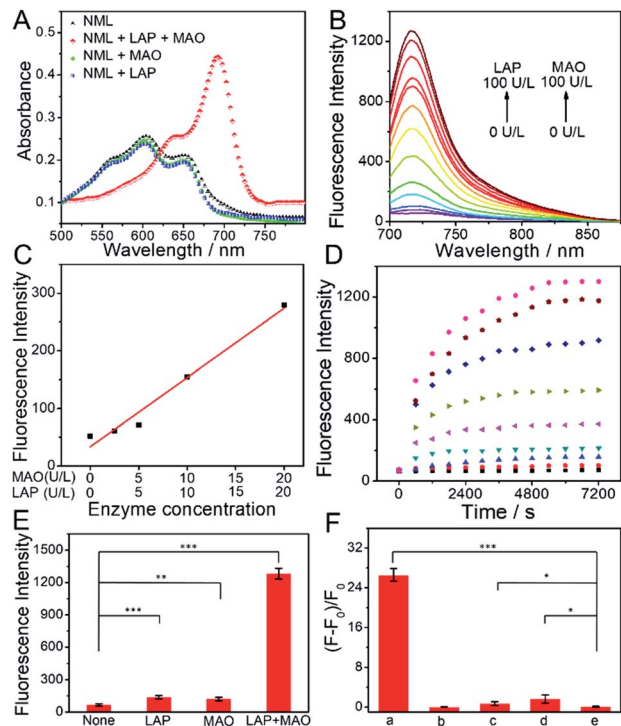 A
NML
NML + LAP + MAO
NML + MAO
NML + LAP
Absorbance
0.5
0.4
0.3
0.2
0.1
500 550 600 650 700 750
Wavelength / nm
B
Fluorescence Intensity
1200
800
400
0
LAP MAO
100 U/L 100 U/L
0 U/L 0 U/L
700 750 800 850
Wavelength / nm
C
Fluorescence Intensity
300
200
100
0
MAO(U/L) 0 5 10 15 20
LAP (U/L) 0 5 10 15 20
Enzyme concentration
D
Fluorescence Intensity
1200
800
400
0
0 2400 4800 7200
Time / s
E
Fluorescence Intensity
1500
1200
900
600
300
0
***
**
***
None LAP MAO LAP+MAO
F
(F-F0)/F0
32
24
16
8
0
***
*
*
a b c d e